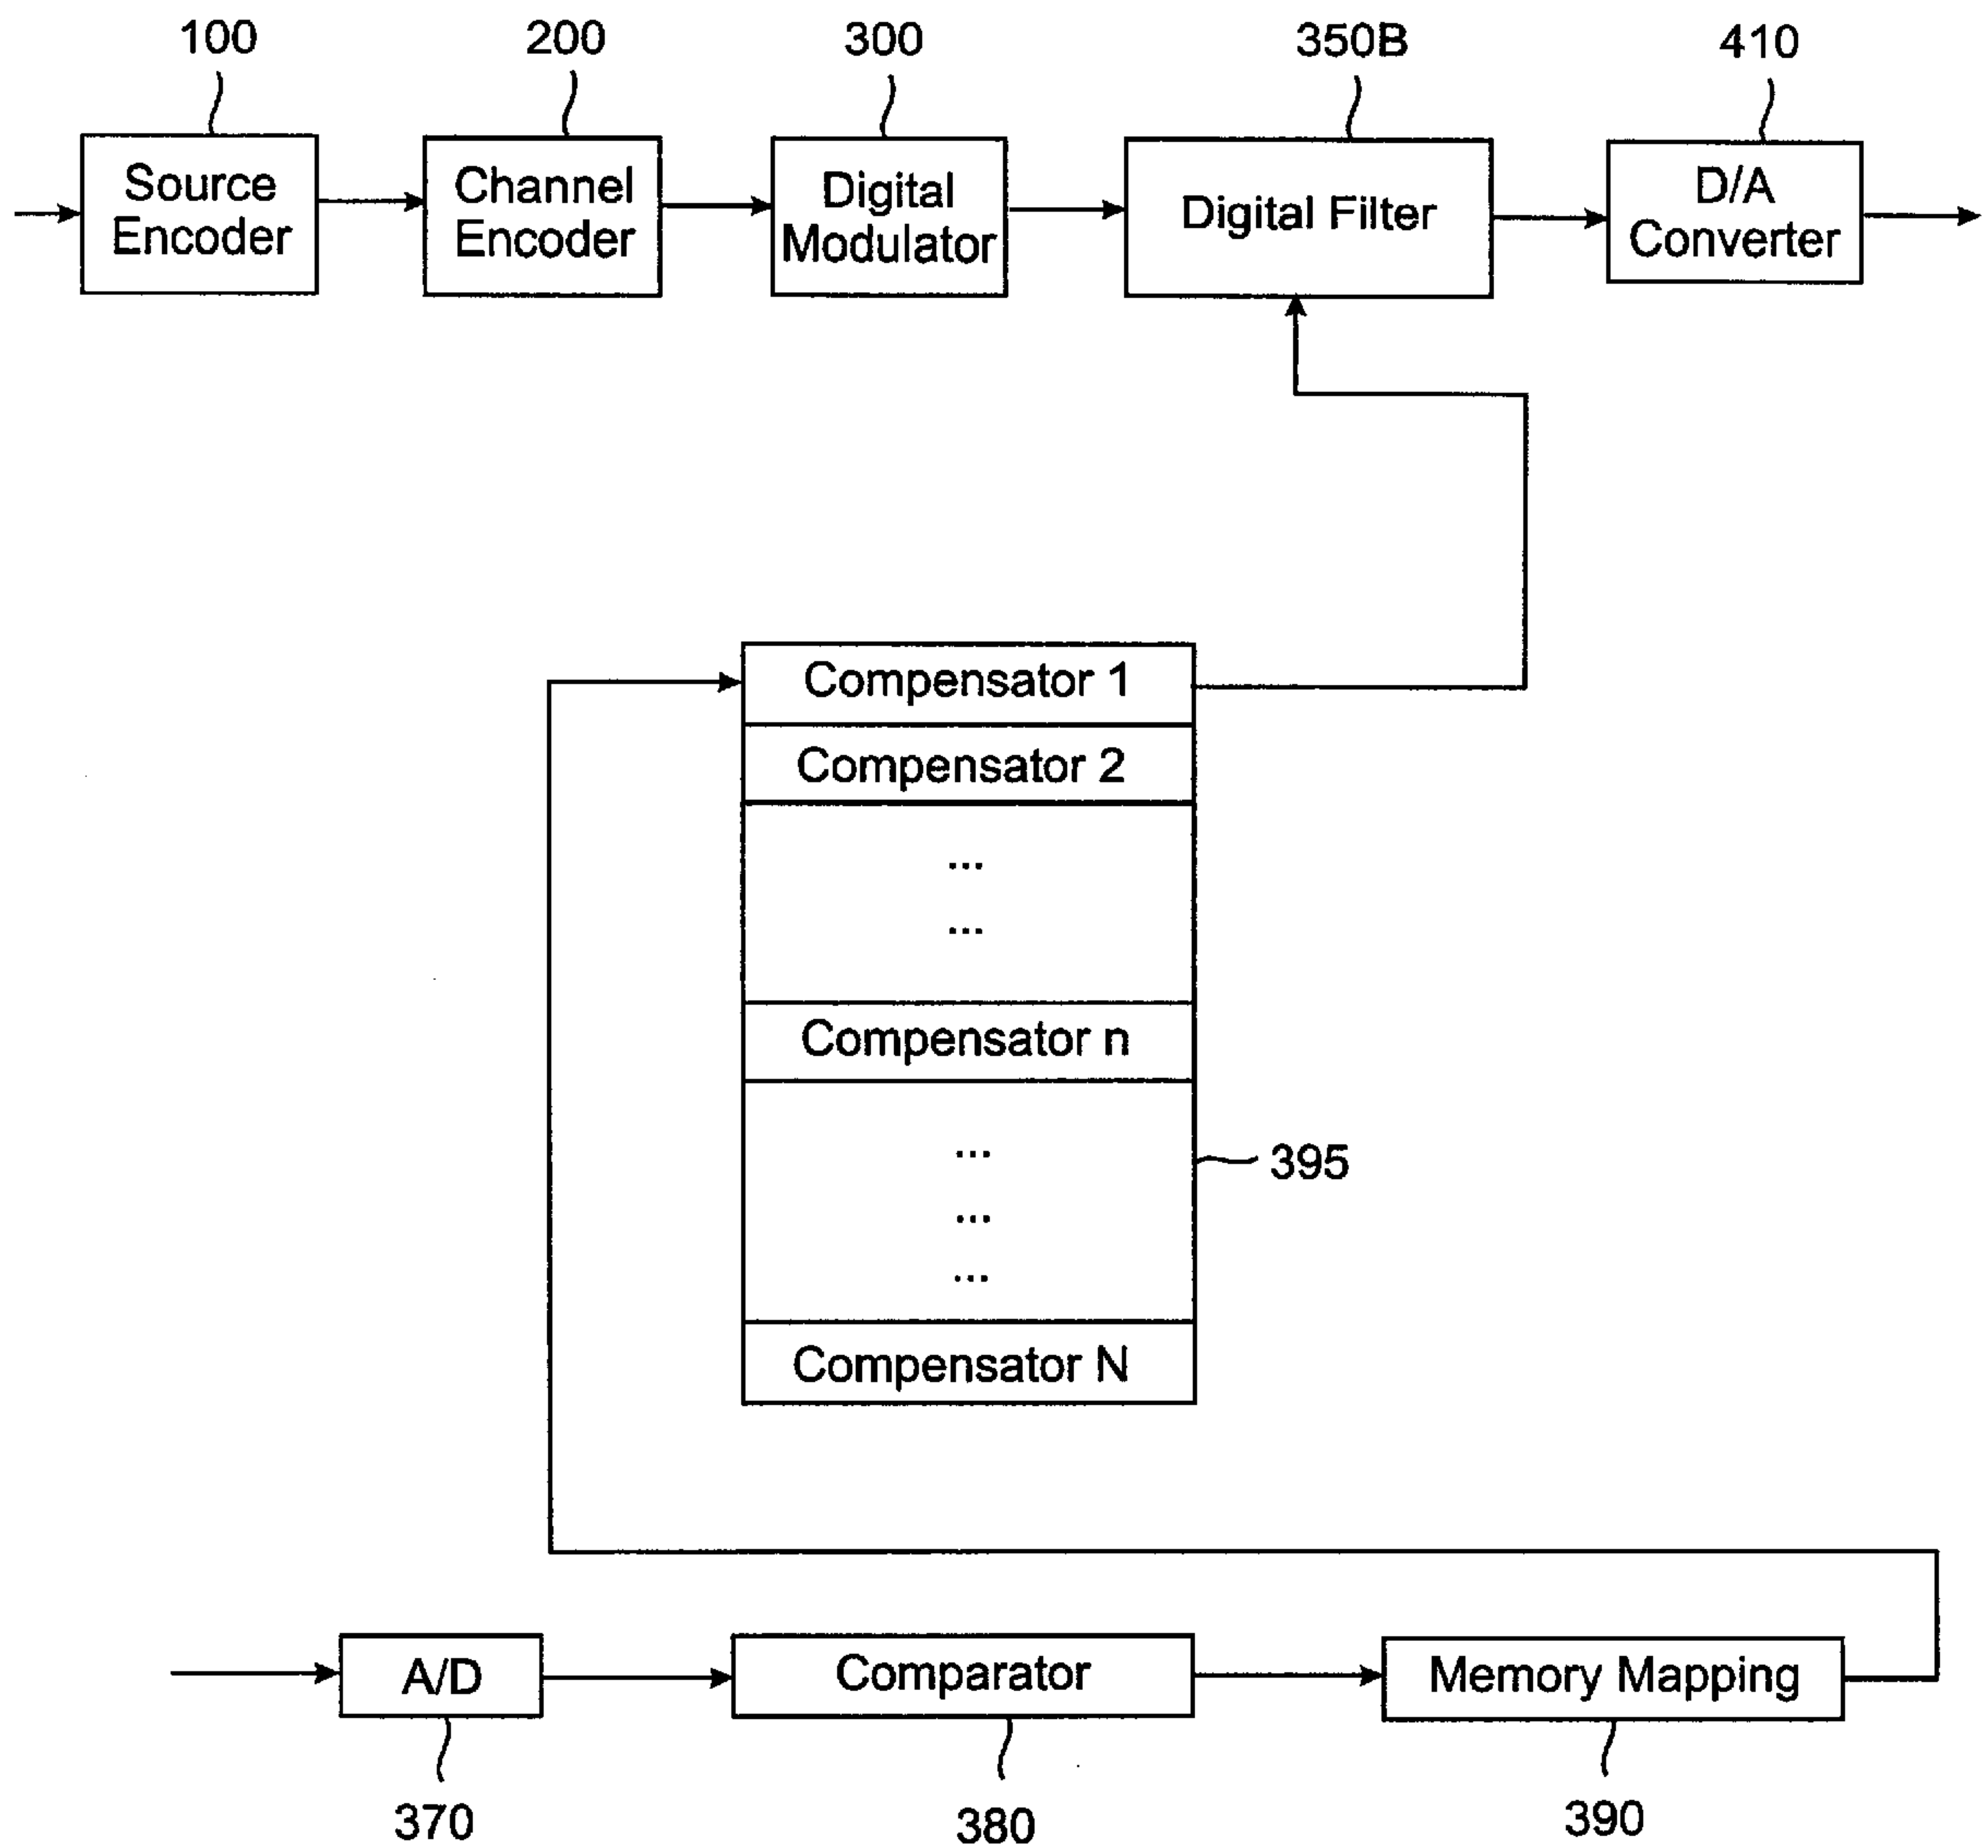 100 200 300 350B 410
Source
Encoder
Channel
Encoder
Digital
Modulator
Digital Filter
D/A
Converter
Compensator 1
Compensator 2
...
...
Compensator n
...
395
...
...
Compensator N
A/D
Comparator
Memory Mapping
370 380 390